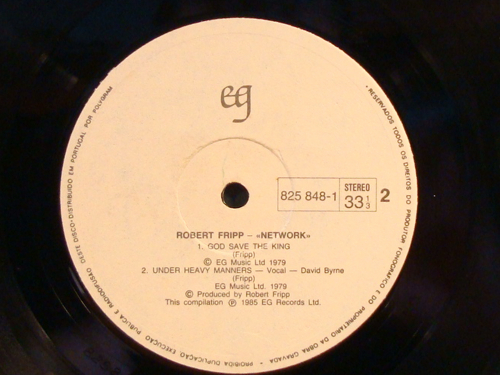 eg
825 848-1
STEREO
33 1/3
2
ROBERT FRIPP – «NETWORK»
1. GOD SAVE THE KING
(Fripp)
© EG Music Ltd 1979
2. UNDER HEAVY MANNERS — Vocal — David Byrne
(Fripp)
EG Music Ltd 1979
© Produced by Robert Fripp
This compilation ℗ 1985 EG Records Ltd.
• RESERVADOS TODOS OS DIREITOS DO PRODUTOR FONOGRÁFICO E DO PROPRIETÁRIO DA OBRA GRAVADA • PROIBIDA DUPLICAÇÃO EXECUÇÃO PÚBLICA E RADIODIFUSÃO DESTE DISCO-DISTRIBUIDO EM PORTUGAL POR POLYGRAM